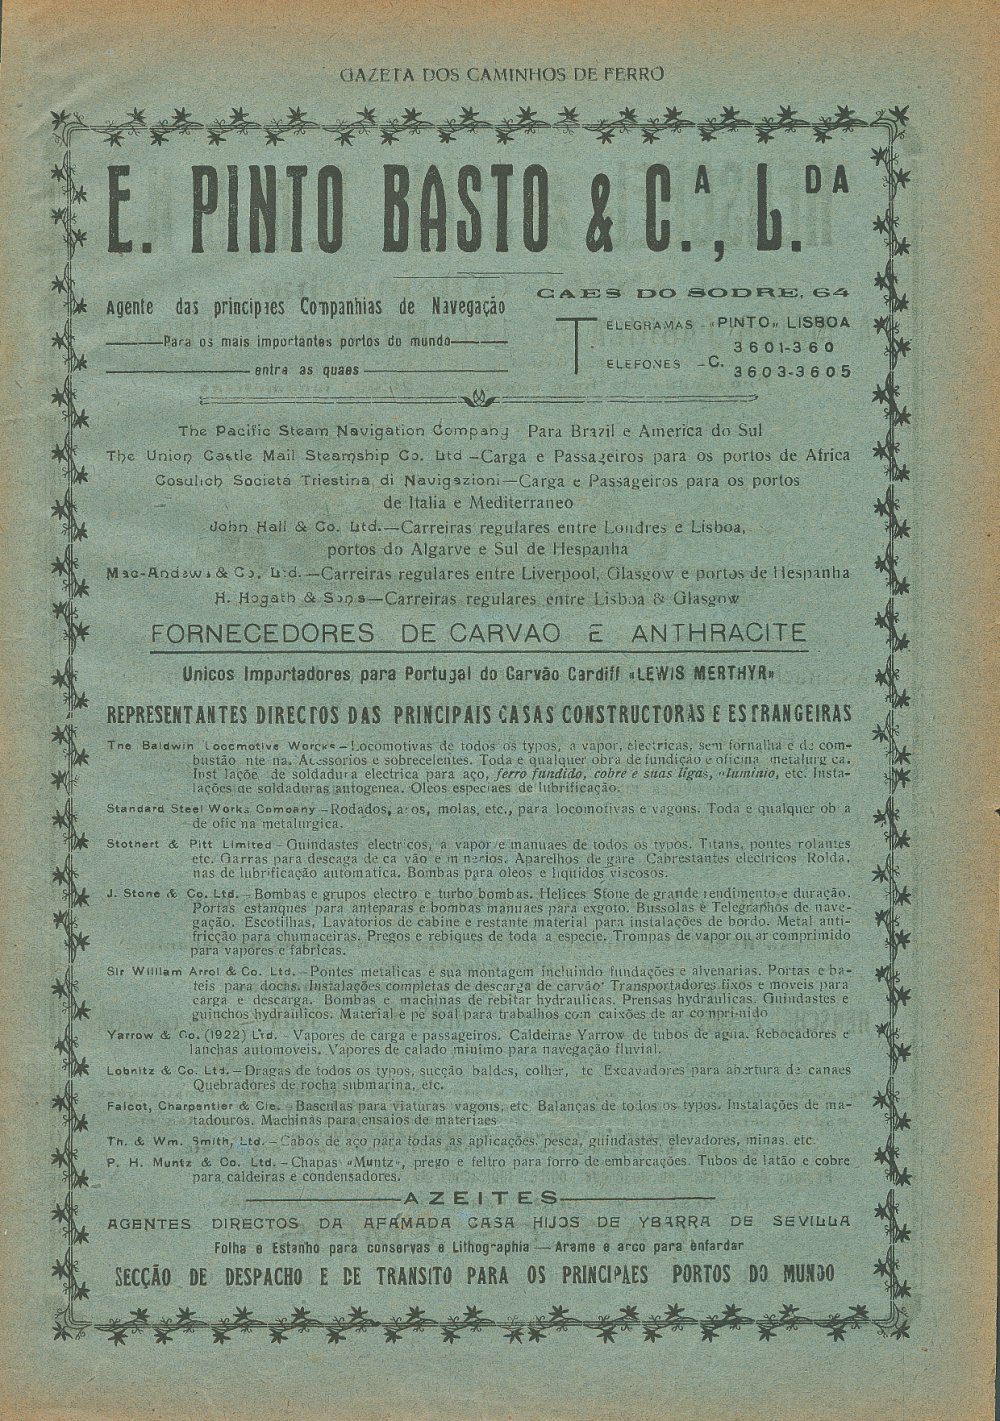 GAZETA DOS CAMINHOS DE FERRO
E. PINTO BASTO & C.A, L.DA
Agente das principaes Companhias de Navegação
Para os mais importantes portos do mundo
entre as quaes
CAES DO SODRE, 64
TELEGRAMAS - «PINTO» LISBOA
TELEFONES - C. 3601-360
3603-3605
The Pacific Steam Navigation Company Para Brazil e America do Sul
The Union Castle Mail Steamship Co. Ltd - Carga e Passageiros para os portos de Africa
Cosulich Societá Triestina di Navigazioni — Carga e Passageiros para os portos
de Italia e Mediterraneo
John Hall & Co. Ltd. — Carreiras regulares entre Londres e Lisboa,
portos do Algarve e Sul de Hespanha
Mac-Andews & Co. Ltd. — Carreiras regulares entre Liverpool, Glasgow e portos de Hespanha
H. Hogath & Sons — Carreiras regulares entre Lisboa & Glasgow
FORNECEDORES DE CARVAO E ANTHRACITE
Unicos Importadores para Portugal do Carvão Cardiff «LEWIS MERTHYR»
REPRESENTANTES DIRECTOS DAS PRINCIPAIS CASAS CONSTRUCTORAS E ESTRANGEIRAS
The Baldwin Locomotive Worcks — Locomotivas de todos os typos, a vapor, electricas, sem fornalha e de com-
bustão nte na. Acessorios e sobrecelentes. Toda e qualquer obra de fundição e oficina metalurg ca.
Inst lações de soldadura electrica para aço, ferro fundido, cobre e suas ligas, aluminio, etc. Insta-
lações de soldaduras autogenea. Oleos especiaes de lubrificação.
Standard Steel Works Company — Rodados, aros, molas, etc., para locomotivas e vagons. Toda e qualquer ob a
de ofic na metalurgica.
Stothert & Pitt Limited - Guindastes electricos, a vapor e manuaes de todos os typos. Titans, pontes rolantes
etc. Garras para descaga de ca vão e minerios. Aparelhos de gare Cabrestantes electricos Rolda,
nas de lubrificação automatica. Bombas para oleos e liquidos viscosos.
J. Stone & Co. Ltd. - Bombas e grupos electro e turbo bombas. Helices Stone de grande rendimento e duração.
Portas estanques para anteparas e bombas manuaes para exgoto. Bussolas e Telegraphos de nave-
gação. Escotilhas, Lavatorios de cabine e restante material para instalações de bordo. Metal anti-
fricção para chumaceiras. Pregos e rebiques de toda a especie. Trompas de vapor ou ar comprimido
para vapores e fabricas.
Sir William Arrol & Co. Ltd. - Pontes metalicas e sua montagem incluindo fundações e alvenarias. Portas e ba-
teis para docas. Instalações completas de descarga de carvão. Transportadores fixos e moveis para
carga e descarga. Bombas e machinas de rebitar hydraulicas. Prensas hydraulicas. Guindastes e
guinchos hydraulicos. Material e pe soal para trabalhos com caixões de ar comprimido
Yarrow & Co. (1922) Ltd. - Vapores de carga e passageiros. Caldeiras Yarrow de tubos de agua. Rebocadores e
lanchas automoveis. Vapores de calado minimo para navegação fluvial.
Lobnitz & Co. Ltd. — Dragas de todos os typos, sucção baldes, colher, tc Excavadores para abertura de canaes
Quebradores de rocha submarina, etc.
Falcot, Charpentier & Cie. - Basculas para viaturas vagons, etc. Balanças de todos os typos. Instalações de ma-
tadouros. Machinas para ensaios de materiaes
Th. & Wm. Smith, Ltd. — Cabos de aço para todas as aplicações, pesca, guindastes, elevadores, minas. etc.
P. H. Muntz & Co. Ltd. — Chapas «Muntz», prego e feltro para forro de embarcações. Tubos de latão e cobre
para caldeiras e condensadores.
AZEITES
AGENTES DIRECTOS DA AFAMADA CASA HIJOS DE YBARRA DE SEVILLA
Folha e Estanho para conservas e Lithographia — Arame e arco para enfardar
SECÇÃO DE DESPACHO E DE TRANSITO PARA OS PRINCIPAES PORTOS DO MUNDO